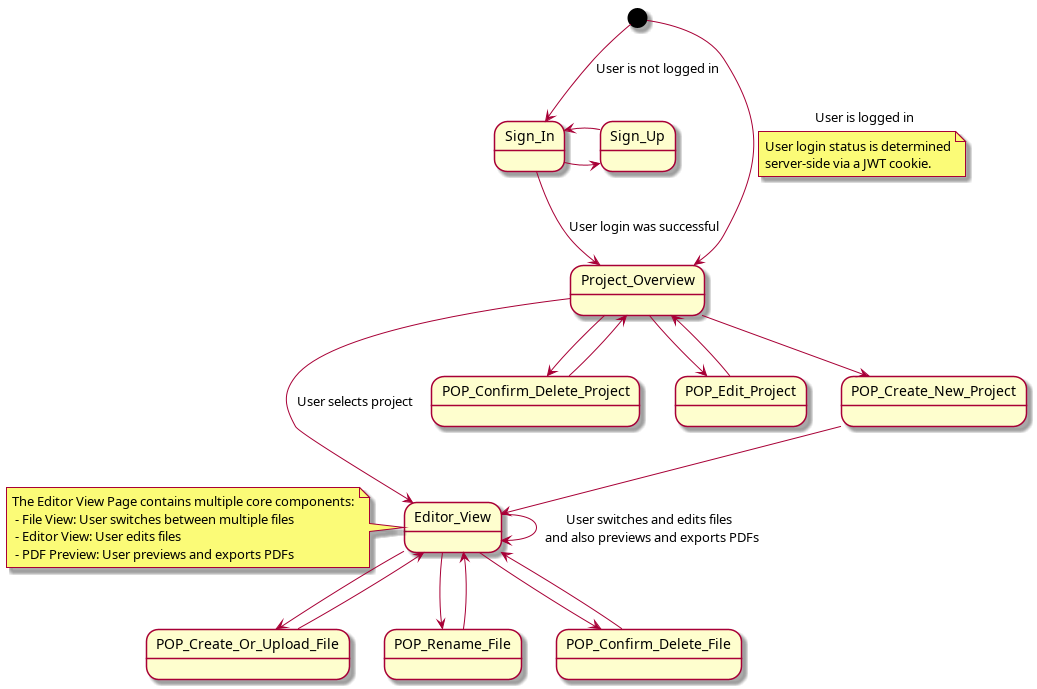 User is not logged in
User is logged in
Sign_In
Sign_Up
User login status is determined
server-side via a JWT cookie.
User login was successful
Project_Overview
User selects project
POP_Confirm_Delete_Project
POP_Edit_Project
POP_Create_New_Project
The Editor View Page contains multiple core components:
- File View: User switches between multiple files
- Editor View: User edits files
- PDF Preview: User previews and exports PDFs
Editor_View
User switches and edits files
and also previews and exports PDFs
POP_Create_Or_Upload_File
POP_Rename_File
POP_Confirm_Delete_File